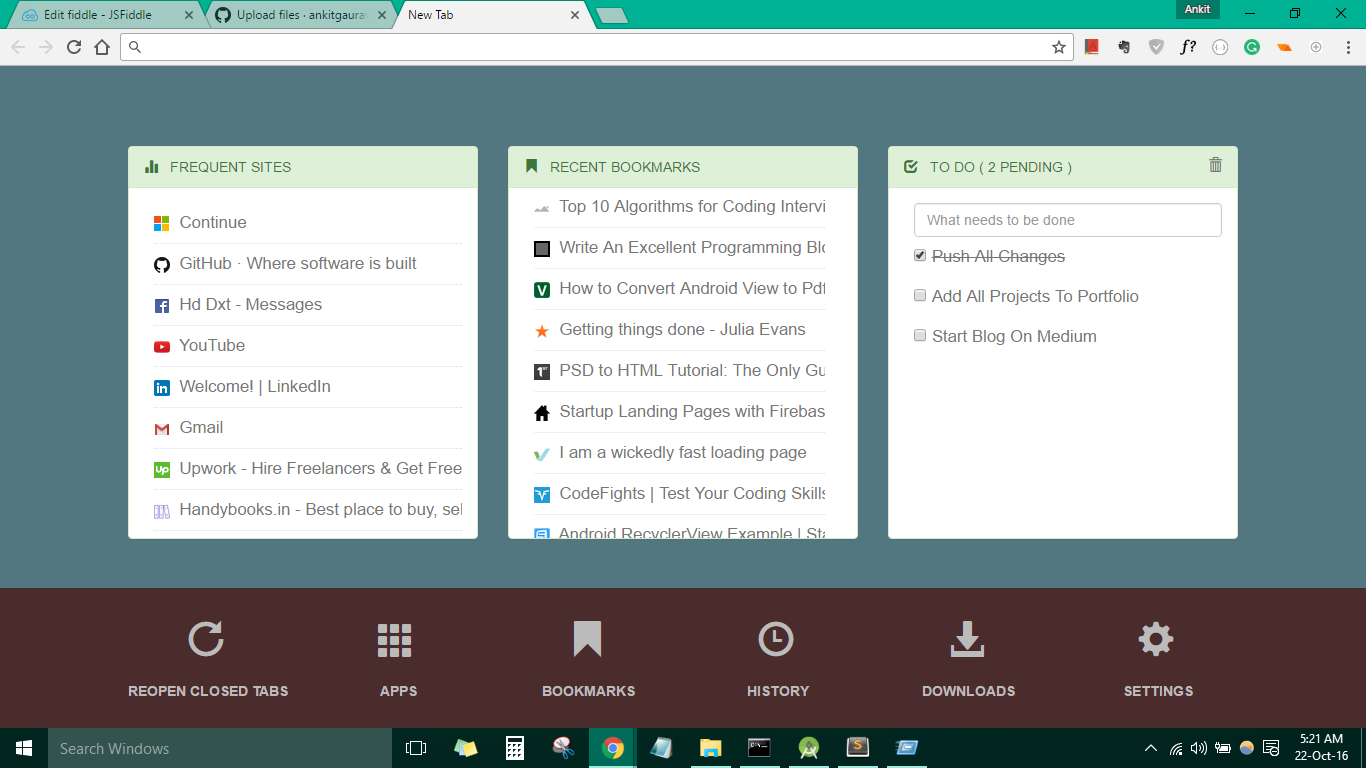 Edit fiddle - JSFiddle
Upload files · ankitgaurav
New Tab
Ankit
f?
FREQUENT SITES
Continue
GitHub · Where software is built
Hd Dxt - Messages
YouTube
Welcome! | LinkedIn
Gmail
Upwork - Hire Freelancers & Get Free
Handybooks.in - Best place to buy, sel
RECENT BOOKMARKS
Top 10 Algorithms for Coding Intervi
Write An Excellent Programming Blo
How to Convert Android View to Pdf
Getting things done - Julia Evans
PSD to HTML Tutorial: The Only Gu
Startup Landing Pages with Firebas
I am a wickedly fast loading page
CodeFights | Test Your Coding Skills
Android RecyclerView Example | Sta
TO DO ( 2 PENDING )
What needs to be done
Push All Changes
Add All Projects To Portfolio
Start Blog On Medium
REOPEN CLOSED TABS
APPS
BOOKMARKS
HISTORY
DOWNLOADS
SETTINGS
Search Windows
5:21 AM
22-Oct-16